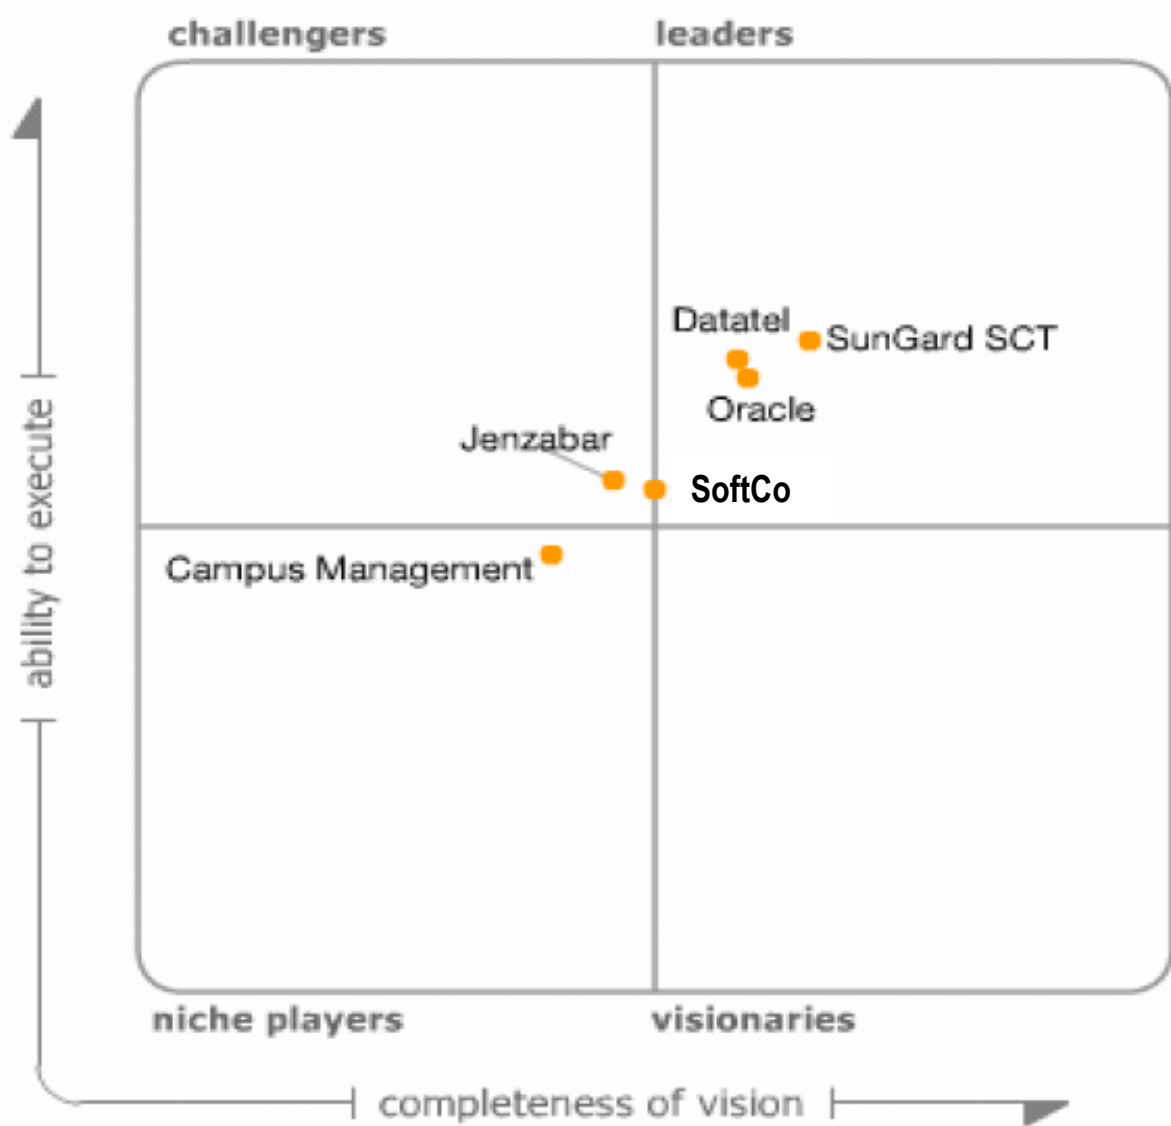 challengers
leaders
Datatel
SunGard SCT
Oracle
Jenzabar
SoftCo
Campus Management
ability to execute
niche players
visionaries
completeness of vision